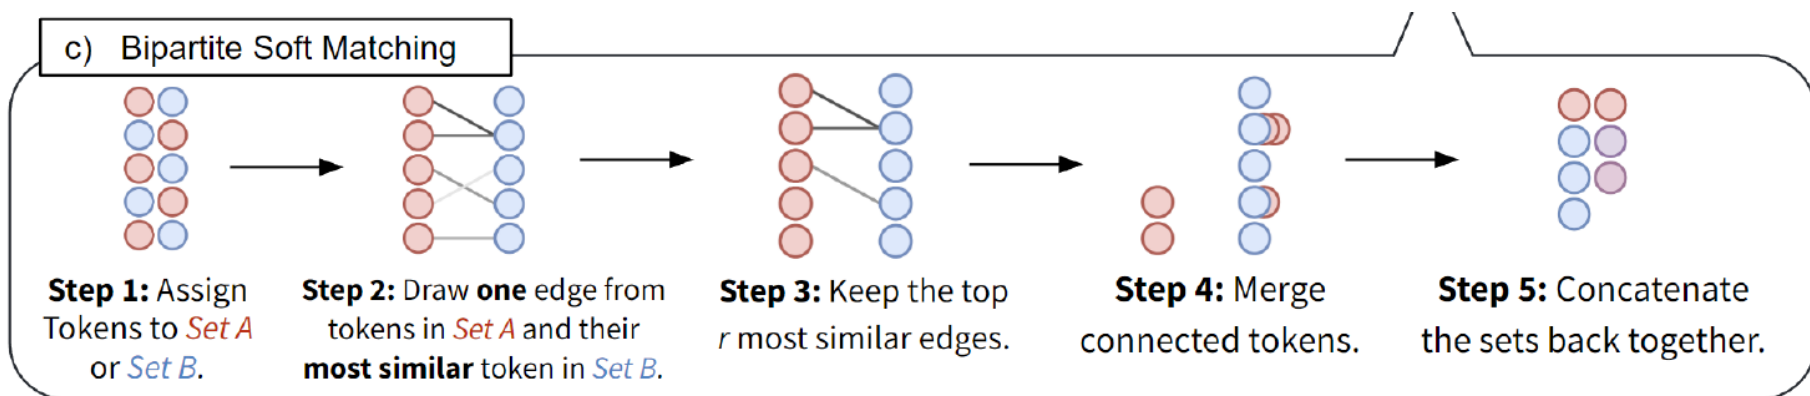 c) Bipartite Soft Matching
Step 1: Assign
Tokens to Set A
or Set B.
Step 2: Draw one edge from
tokens in Set A and their
most similar token in Set B.
Step 3: Keep the top
r most similar edges.
Step 4: Merge
connected tokens.
Step 5: Concatenate
the sets back together.